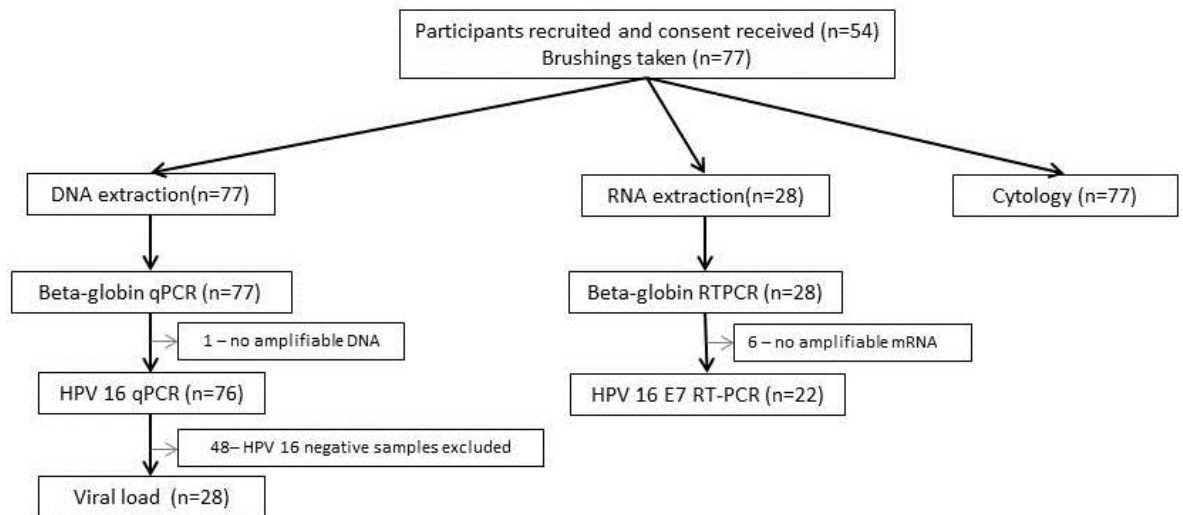 Participants recruited and consent received (n=54)
Brushings taken (n=77)
DNA extraction(n=77)
RNA extraction(n=28)
Cytology (n=77)
Beta-globin qPCR (n=77)
Beta-globin RTPCR (n=28)
1 – no amplifiable DNA
6 – no amplifiable mRNA
HPV 16 qPCR (n=76)
HPV 16 E7 RT-PCR (n=22)
48– HPV 16 negative samples excluded
Viral load (n=28)